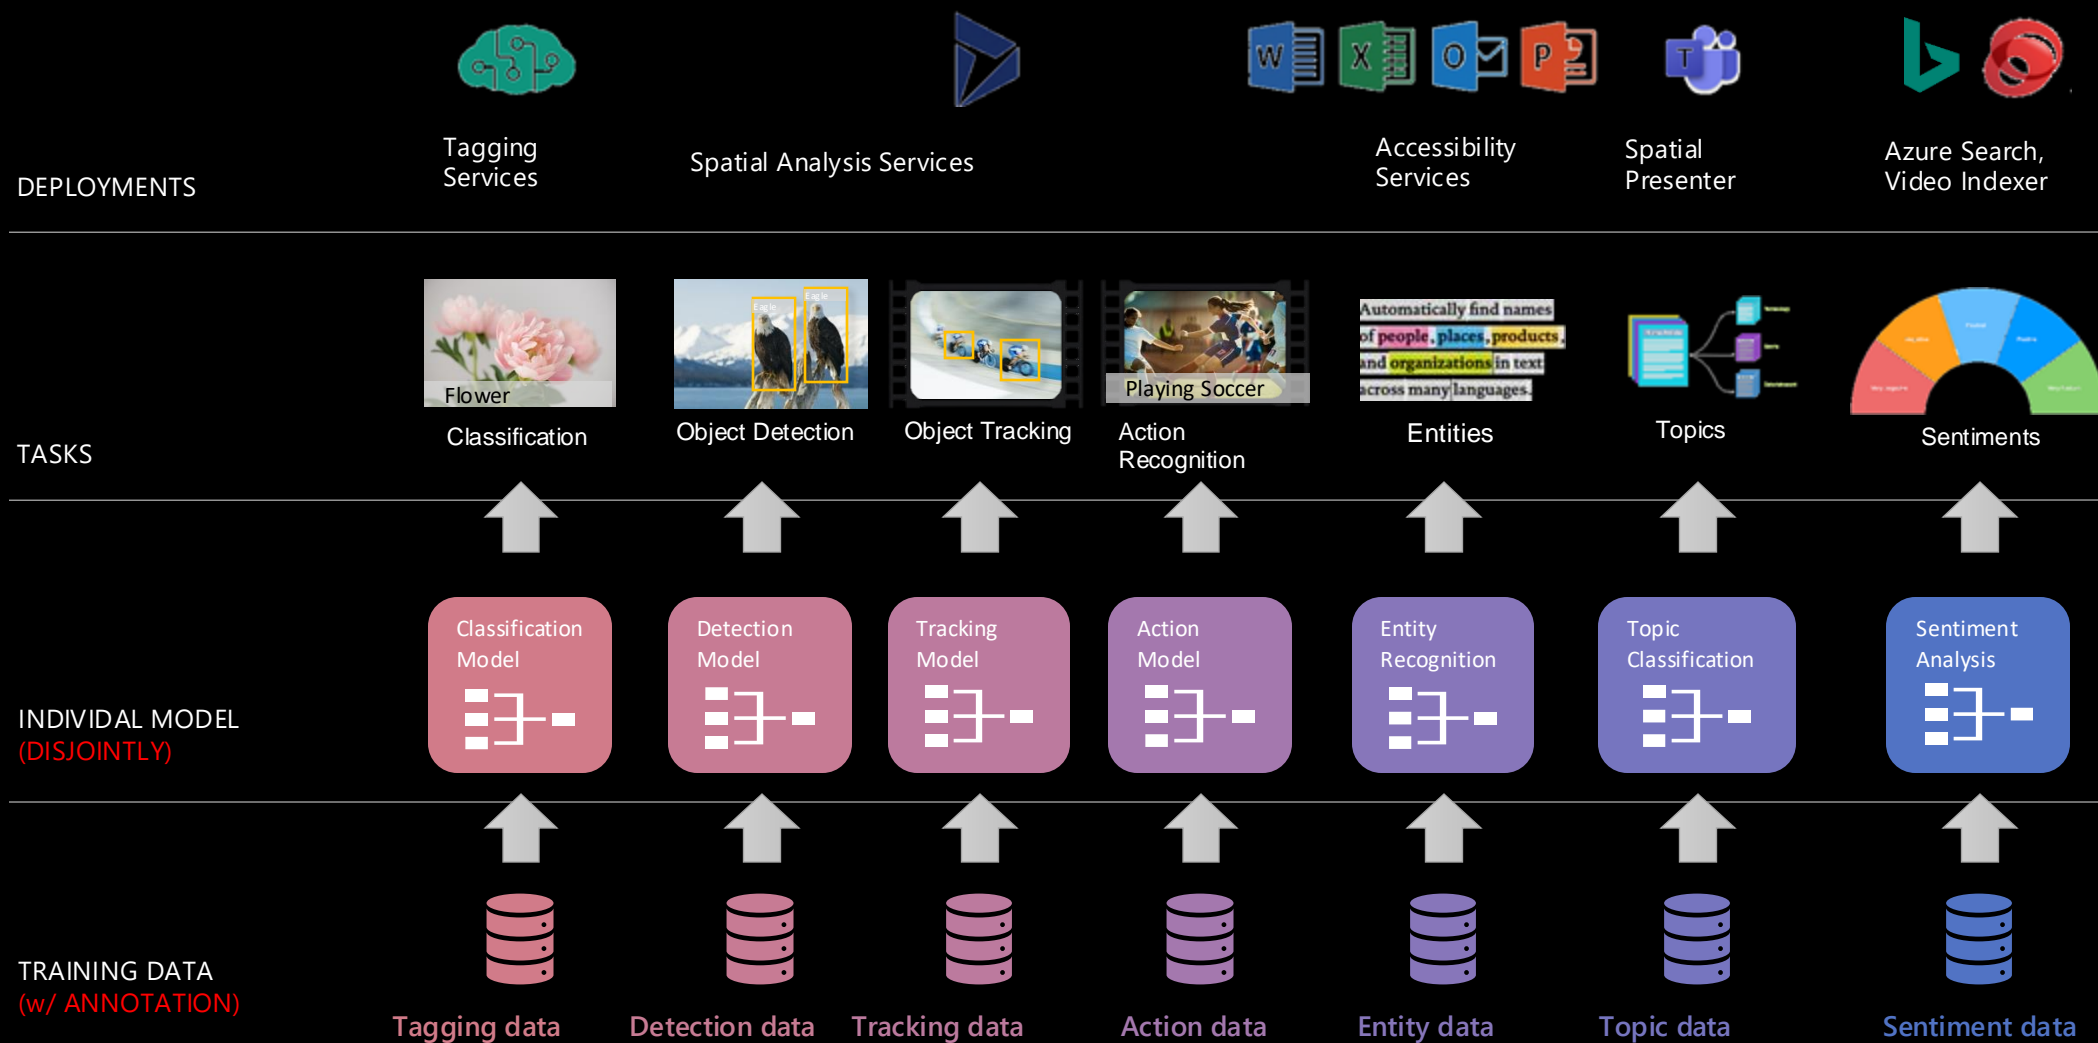 W
X
O
P
T
Tagging
Services
Spatial Analysis Services
Accessibility
Services
Spatial
Presenter
Azure Search,
Video Indexer
DEPLOYMENTS
Eagle
Eagle
Flower
Playing Soccer
Automatically find names
of people, places, products,
and organizations in text
across many languages.
Classification
Object Detection
Object Tracking
Action
Recognition
Entities
Topics
Sentiments
TASKS
Classification
Model
Detection
Model
Tracking
Model
Action
Model
Entity
Recognition
Topic
Classification
Sentiment
Analysis
INDIVIDAL MODEL
(DISJOINTLY)
TRAINING DATA
(w/ ANNOTATION)
Tagging data
Detection data
Tracking data
Action data
Entity data
Topic data
Sentiment data